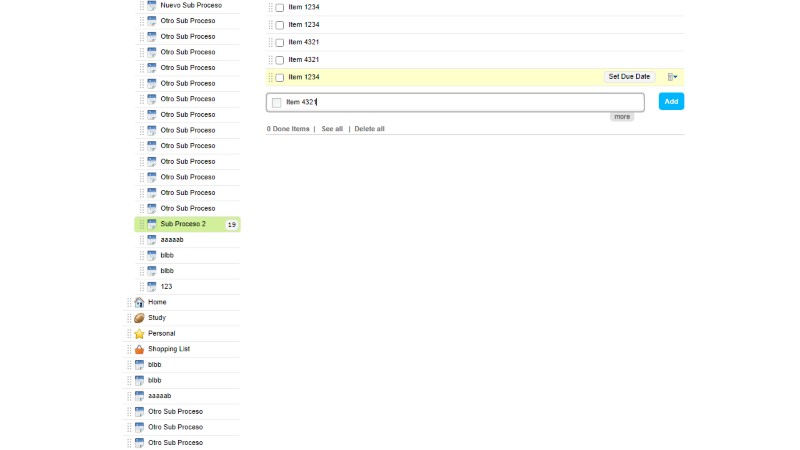 Nuevo Sub Proceso
Otro Sub Proceso
Otro Sub Proceso
Otro Sub Proceso
Otro Sub Proceso
Otro Sub Proceso
Otro Sub Proceso
Otro Sub Proceso
Otro Sub Proceso
Otro Sub Proceso
Otro Sub Proceso
Otro Sub Proceso
Otro Sub Proceso
Otro Sub Proceso
Sub Proceso 2 19
aaaaab
blbb
blbb
123
Home
Study
Personal
Shopping List
blbb
blbb
aaaaab
Otro Sub Proceso
Otro Sub Proceso
Otro Sub Proceso
Item 1234
Item 1234
Item 4321
Item 4321
Item 1234 Set Due Date
Item 4321 Add
more
0 Done Items | See all | Delete all